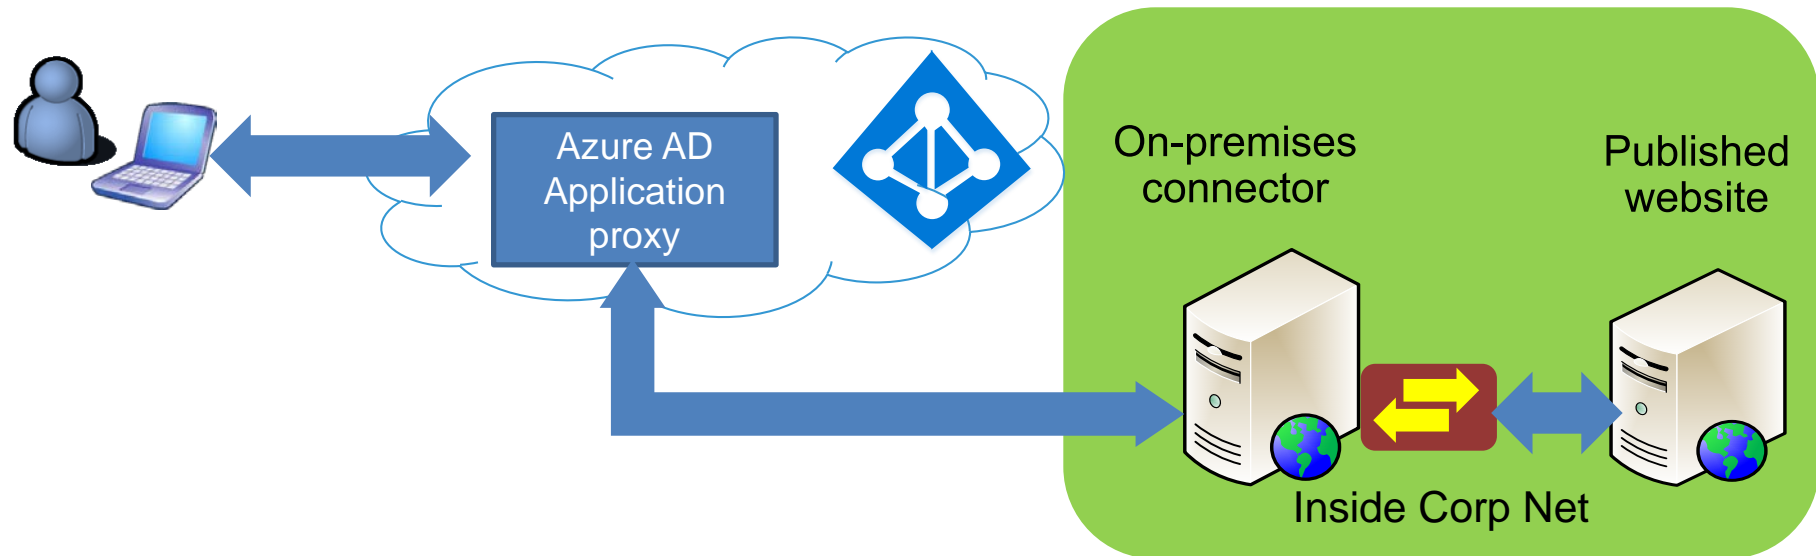 Azure AD
Application
proxy
On-premises
connector
Published
website
Inside Corp Net